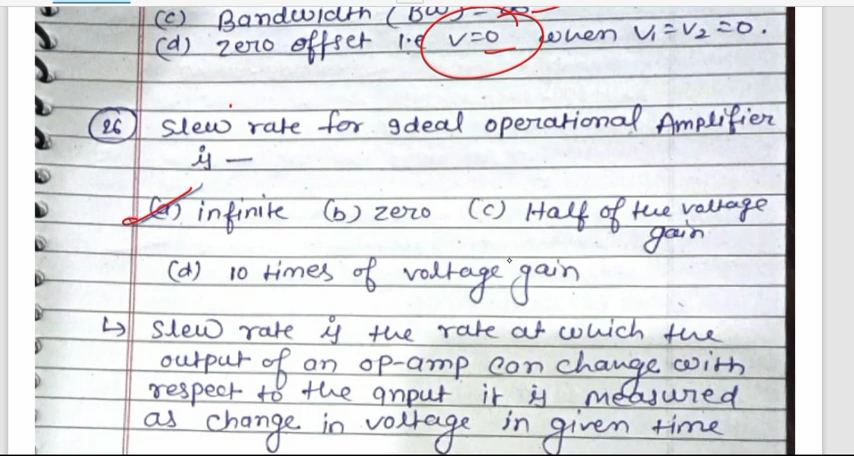 (c) Bandwidth (BW) = ∞
(d) zero offset i.e v=0 when V1=V2=0.
(26) Slew rate for Ideal operational Amplifier
is —
(a) infinite (b) zero (c) Half of the voltage
gain
(d) 10 times of voltage gain
↳ Slew rate is the rate at which the
output of an op-amp can change with
respect to the input it is measured
as change in voltage in given time